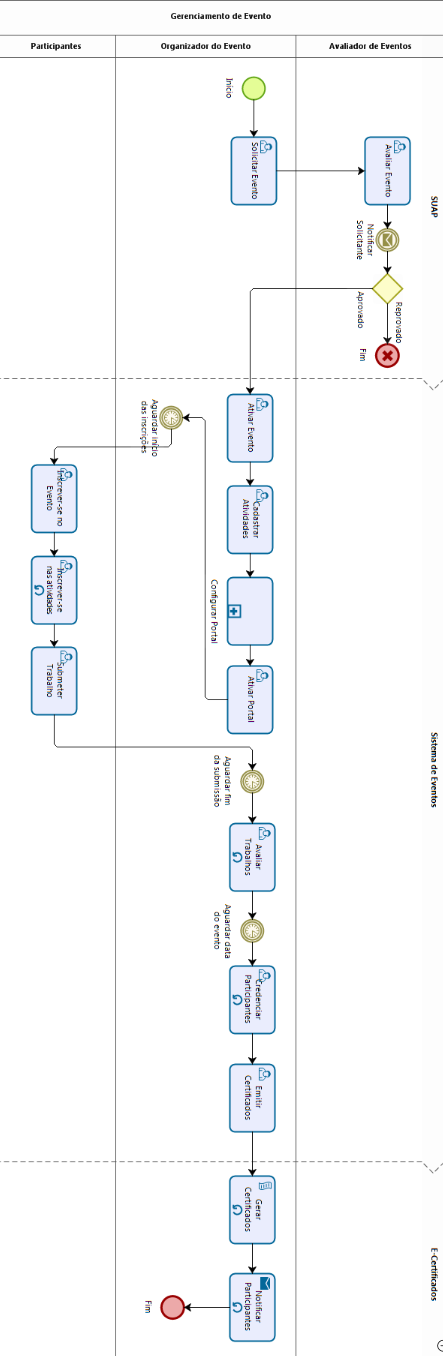 Gerenciamento de Evento
Participantes
Organizador do Evento
Avaliador de Eventos
SUAP
Início
Solicitar Evento
Avaliar Evento
Notificar
Solicitante
Reprovado
Aprovado
Fim
Sistema de Eventos
Ativar Evento
Cadastrar
Atividades
Configurar Portal
Ativar Portal
Aguardar início
das inscrições
Inscrever-se no
Evento
Inscrever-se
nas atividades
Submeter
Trabalho
Aguardar fim
da submissão
Avaliar
Trabalhos
Aguardar data
do evento
Credenciar
Participantes
Emitir
Certificados
E-Certificados
Gerar
Certificados
Notificar
Participantes
Fim